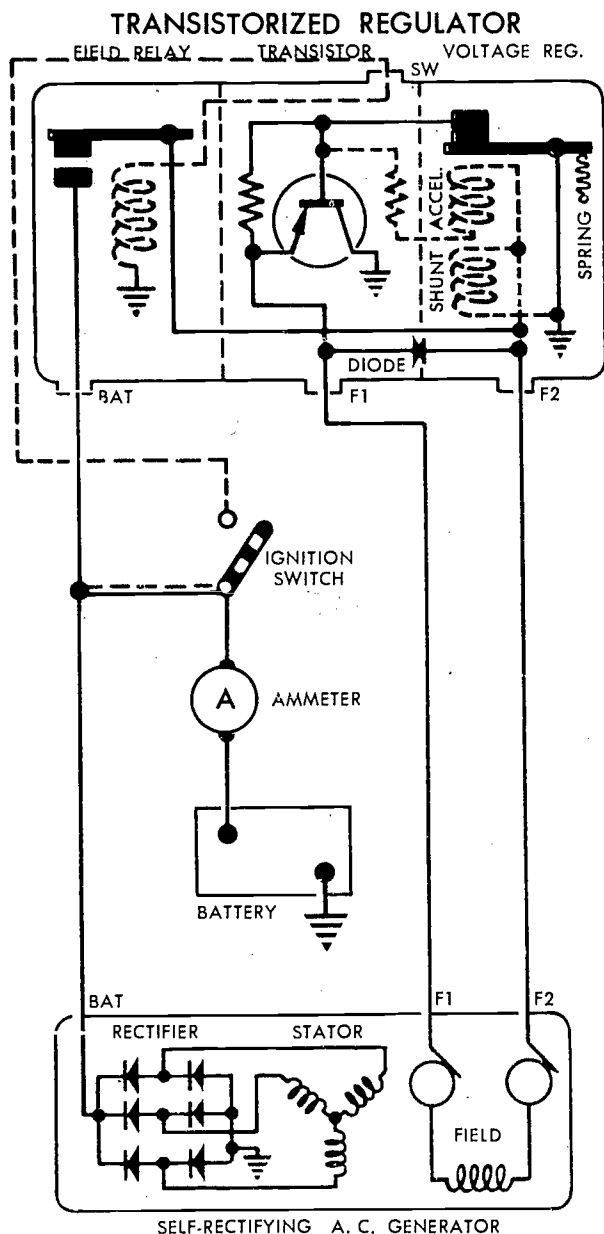 TRANSISTORIZED REGULATOR
FIELD RELAY
TRANSISTOR
VOLTAGE REG.
SW
ACCEL.
SHUNT
SPRING
DIODE
BAT
F1
F2
IGNITION
SWITCH
A
AMMETER
BATTERY
BAT
F1
F2
RECTIFIER
STATOR
FIELD
SELF-RECTIFYING A. C. GENERATOR